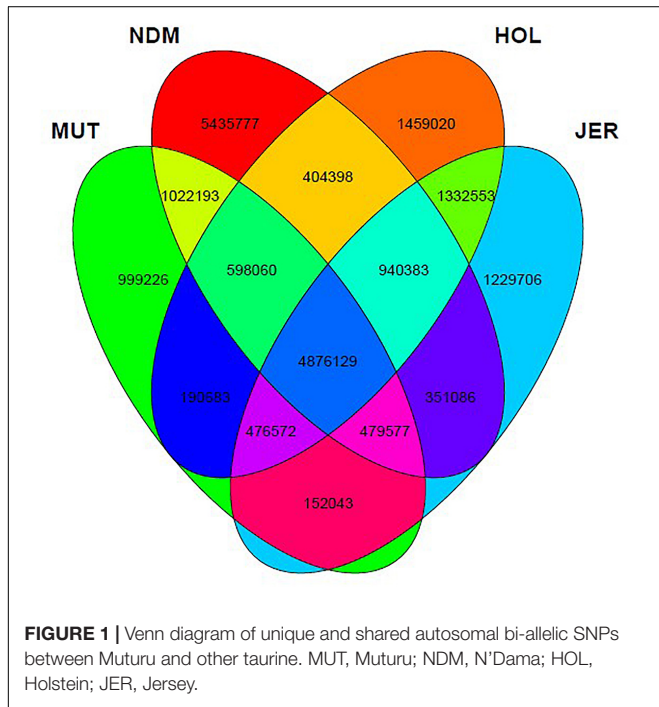 NDM
HOL
MUT
JER
5435777
1459020
404398
1022193
1332553
999226
598060
940383
1229706
4876129
190683
351086
476572
479577
152043
FIGURE 1 | Venn diagram of unique and shared autosomal bi-allelic SNPs
between Muturu and other taurine. MUT, Muturu; NDM, N’Dama; HOL,
Holstein; JER, Jersey.